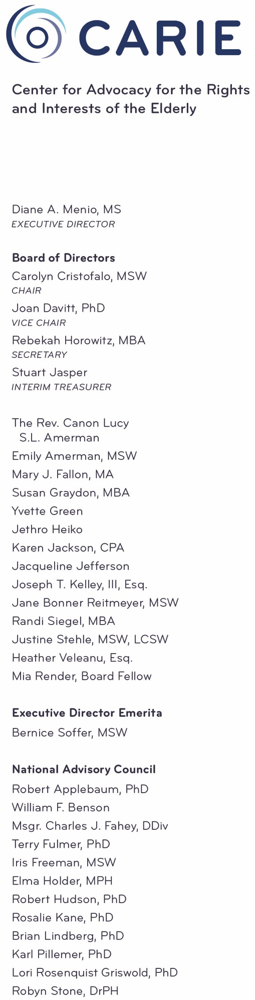 CARIE
Center for Advocacy for the Rights
and Interests of the Elderly
Diane A. Menio, MS
EXECUTIVE DIRECTOR
Board of Directors
Carolyn Cristofalo, MSW
CHAIR
Joan Davitt, PhD
VICE CHAIR
Rebekah Horowitz, MBA
SECRETARY
Stuart Jasper
INTERIM TREASURER
The Rev. Canon Lucy
S.L. Amerman
Emily Amerman, MSW
Mary J. Fallon, MA
Susan Graydon, MBA
Yvette Green
Jethro Heiko
Karen Jackson, CPA
Jacqueline Jefferson
Joseph T. Kelley, III, Esq.
Jane Bonner Reitmeyer, MSW
Randi Siegel, MBA
Justine Stehle, MSW, LCSW
Heather Veleanu, Esq.
Mia Render, Board Fellow
Executive Director Emerita
Bernice Soffer, MSW
National Advisory Council
Robert Applebaum, PhD
William F. Benson
Msgr. Charles J. Fahey, DDiv
Terry Fulmer, PhD
Iris Freeman, MSW
Elma Holder, MPH
Robert Hudson, PhD
Rosalie Kane, PhD
Brian Lindberg, PhD
Karl Pillemer, PhD
Lori Rosenquist Griswold, PhD
Robyn Stone, DrPH